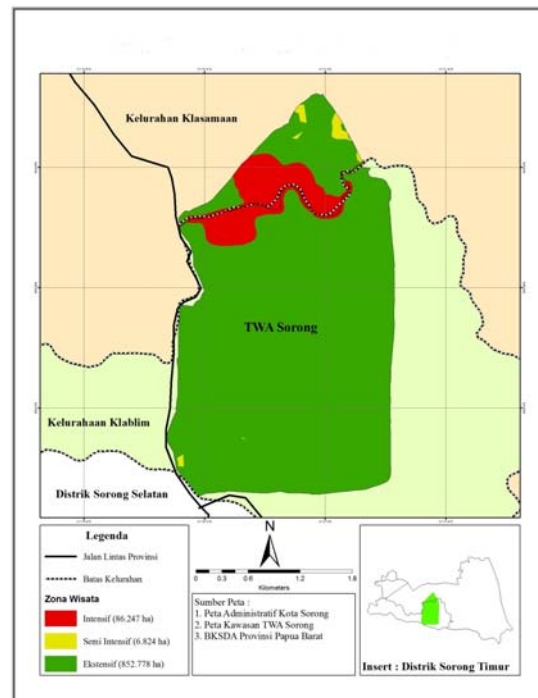 Kelurahan Klasamaan
TWA Sorong
Kelurahaan Klablim
Distrik Sorong Selatan
Legenda
Jalan Lintas Provinsi
Batas Kelurahan
Zona Wisata
Intensif (86.247 ha)
Semi Intensif (6.824 ha)
Ekstensif (852.778 ha)
N
0 0.3 0.6 1.2 1.8
Kilometers
Sumber Peta :
1. Peta Administratif Kota Sorong
2. Peta Kawasan TWA Sorong
3. BKSDA Provinsi Papua Barat
Insert : Distrik Sorong Timur